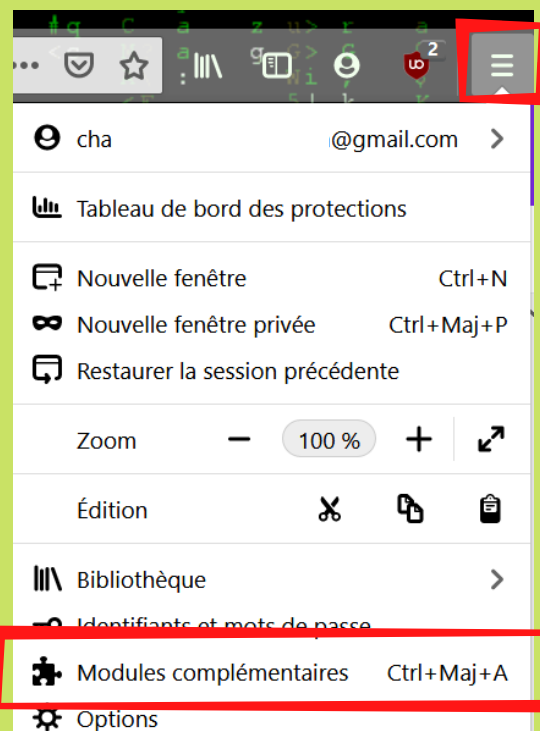 2
cha @gmail.com
Tableau de bord des protections
Nouvelle fenêtre Ctrl+N
Nouvelle fenêtre privée Ctrl+Maj+P
Restaurer la session précédente
Zoom − 100 % +
Édition
Bibliothèque
Identifiants et mots de passe
Modules complémentaires Ctrl+Maj+A
Options